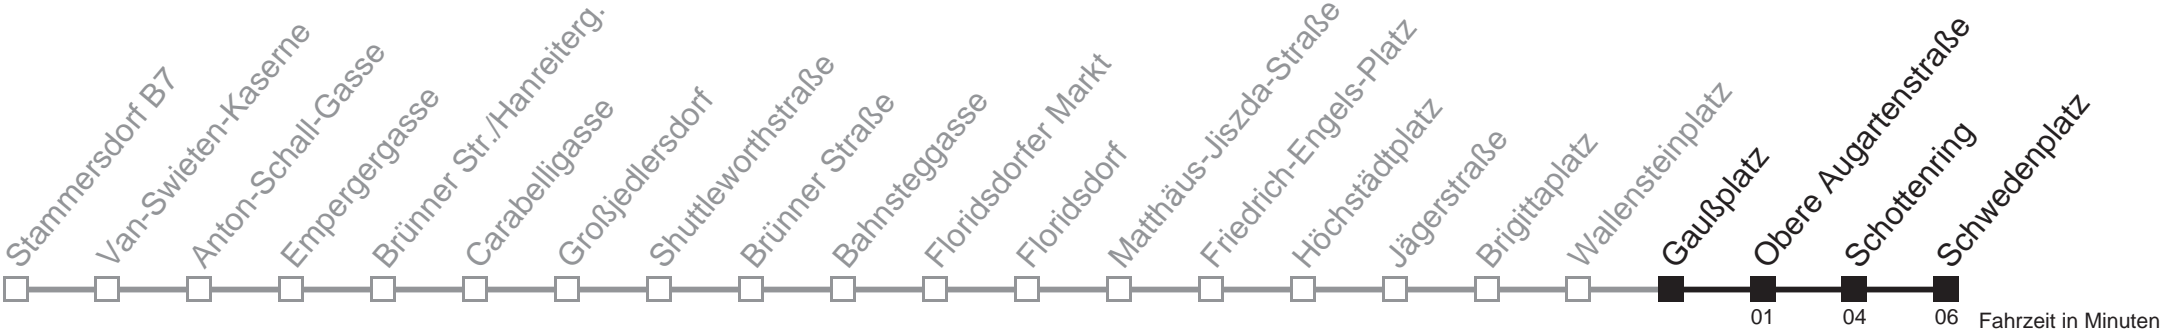 Stammersdorf B7
Van-Swieten-Kaserne
Anton-Schall-Gasse
Empergergasse
Brünner Str./Hanreiterg.
Carabelligasse
Großjedlersdorf
Shuttleworthstraße
Brünner Straße
Bahnsteggasse
Floridsdorfer Markt
Floridsdorf
Matthäus-Jiszda-Straße
Friedrich-Engels-Platz
Höchstädtplatz
Jägerstraße
Brigittaplatz
Wallensteinplatz
Gaußplatz
Obere Augartenstraße
Schottenring
Schwedenplatz
01
04
06
Fahrzeit in Minuten